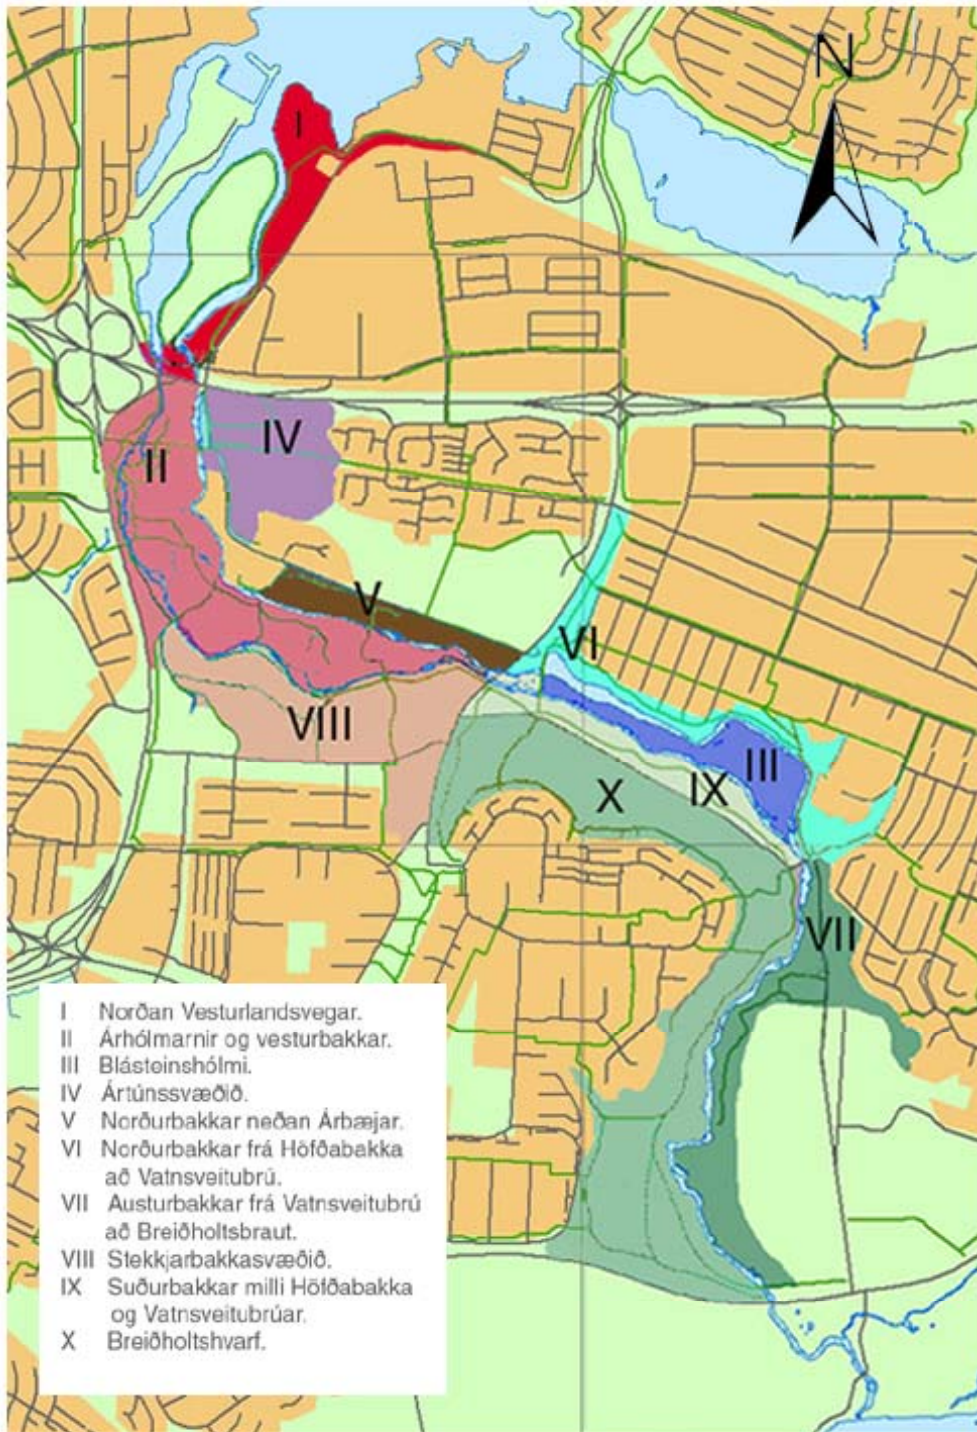 N
I
IV
II
V
VI
VIII
III
IX
X
VII
I Norðan Vesturlandsvegar.
II Árhólmarnir og vesturbakkar.
III Blásteinshólmi.
IV Ártúnssvæðið.
V Norðurbakkar neðan Árbæjar.
VI Norðurbakkar frá Höfðabakka
að Vatnsveitubrú.
VII Austurbakkar frá Vatnsveitubrú
að Breiðholtsbraut.
VIII Stekkjarbakkasvæðið.
IX Suðurbakkar milli Höfðabakka
og Vatnsveitubrúar.
X Breiðholtshvarf.